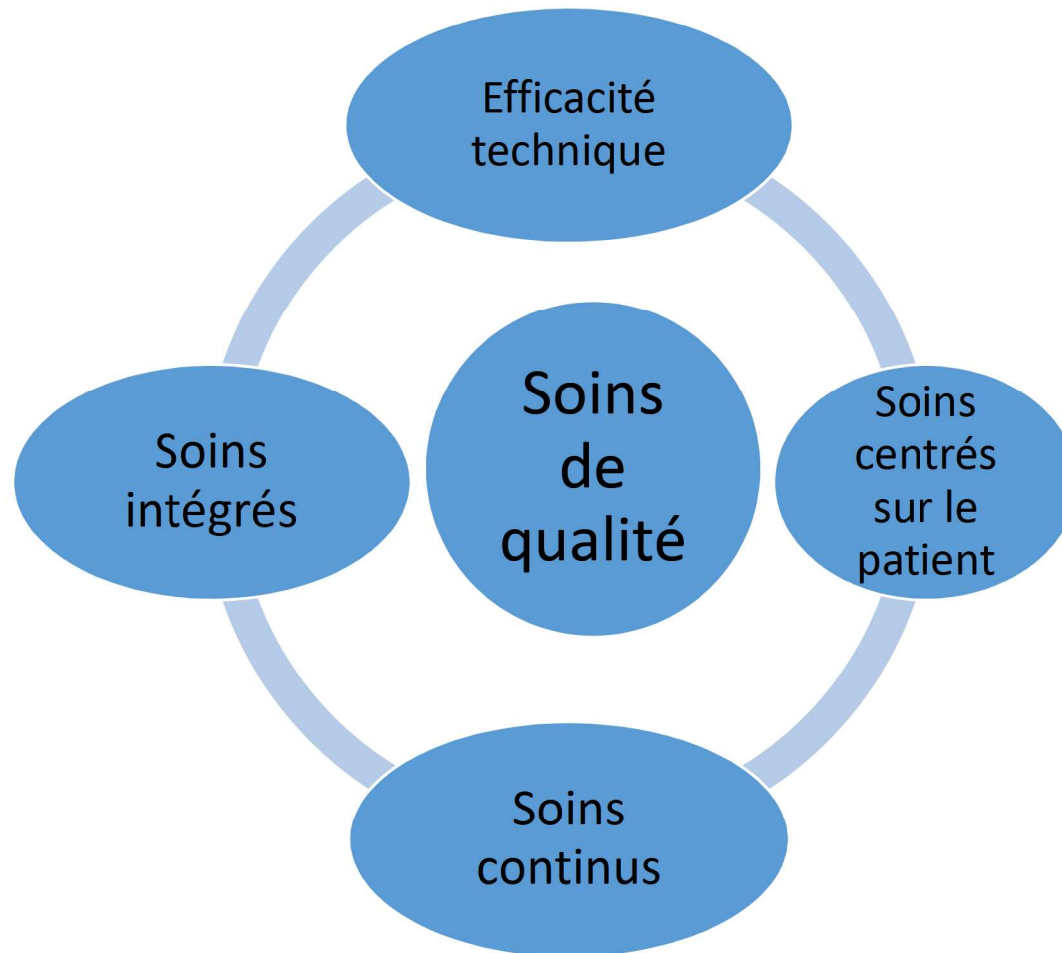 Efficacité
technique
Soins
intégrés
Soins
de
qualité
Soins
centrés
sur le
patient
Soins
continus